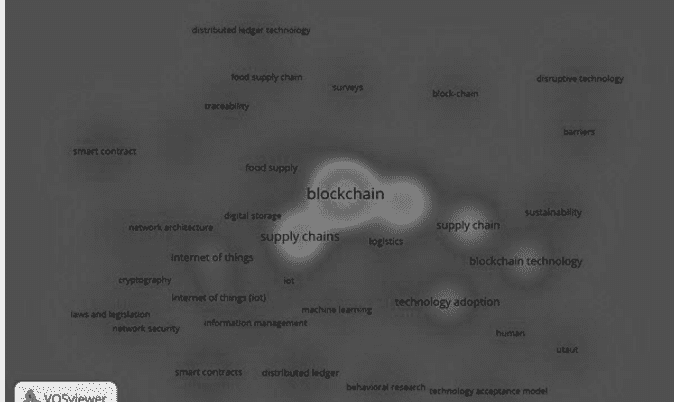 distributed ledger technology
food supply chain
surveys
disruptive technology
block-chain
traceability
barriers
smart contract
food supply
blockchain
digital storage
sustainability
network architecture
supply chain
supply chains
logistics
internet of things
blockchain technology
cryptography
iot
internet of things (iot)
technology adoption
machine learning
laws and legislation
information management
network security
human
utaut
smart contracts
distributed ledger
behavioral research
technology acceptance model
VOSviewer